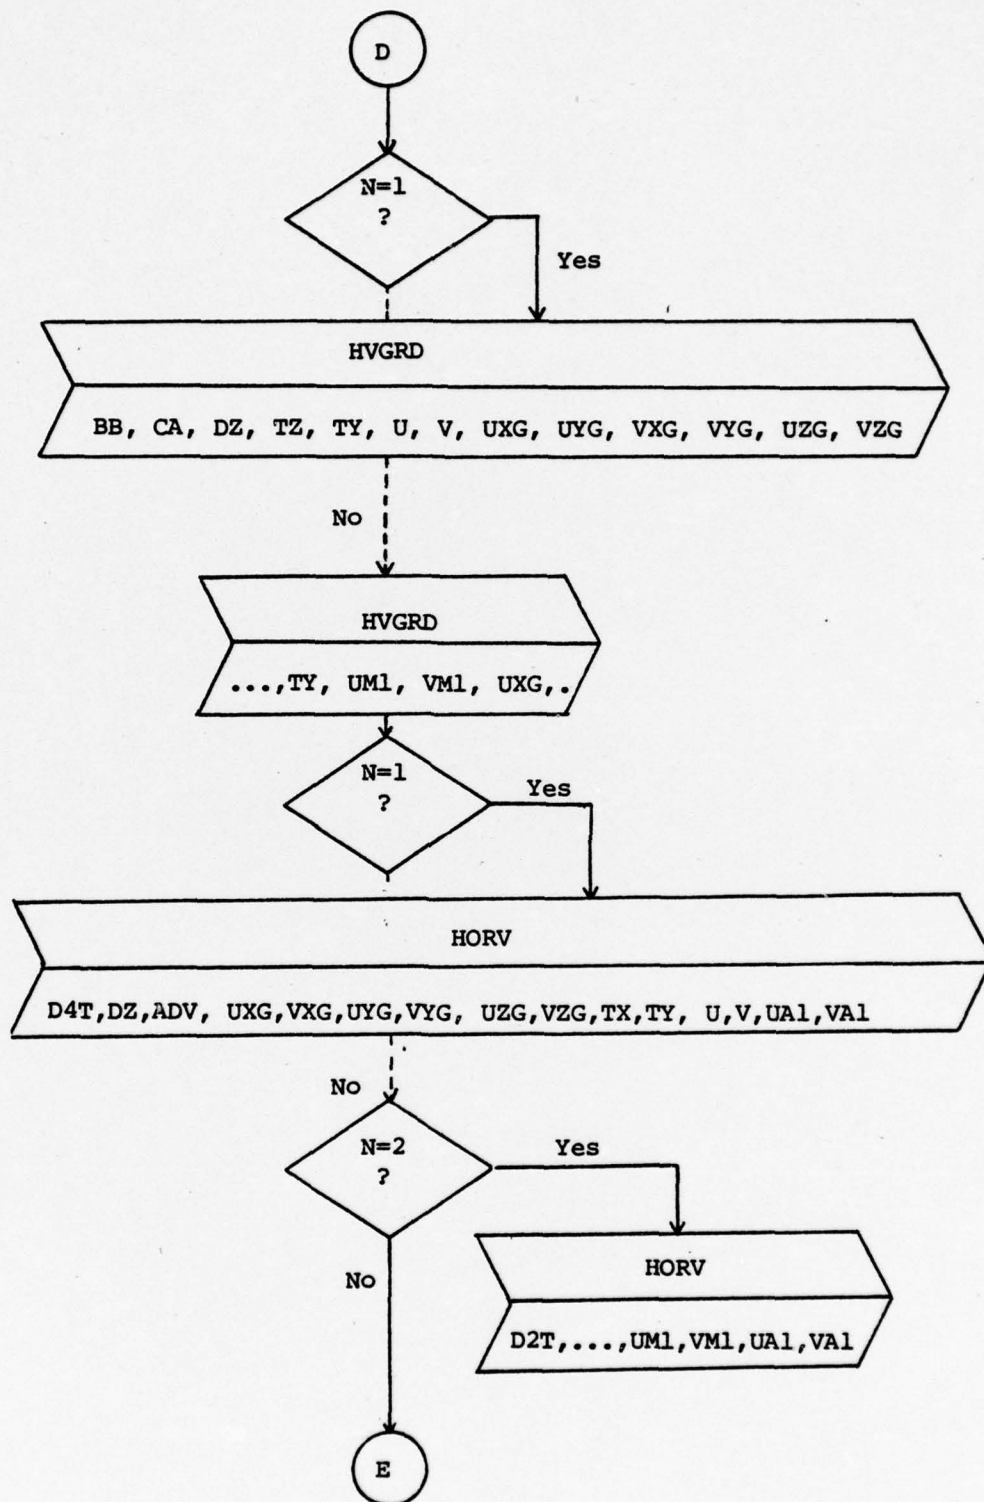 D
N=1
?
Yes
HVGRD
BB, CA, DZ, TZ, TY, U, V, UXG, UYG, VXG, VYG, UZG, VZG
No
HVGRD
...,TY, UM1, VM1, UXG,.
N=1
?
Yes
HORV
D4T,DZ,ADV, UXG,VXG,UYG,VYG, UZG,VZG,TX,TY, U,V,UA1,VA1
No
N=2
?
Yes
HORV
D2T,...,UM1,VM1,UA1,VA1
No
E